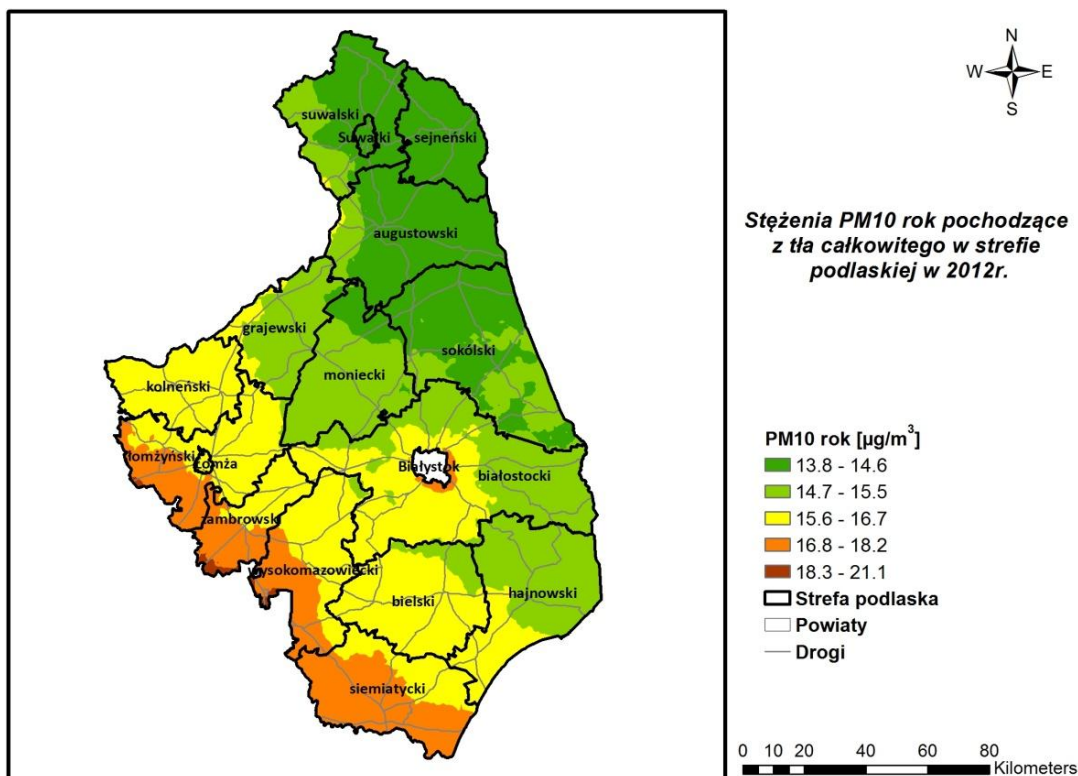 N
W E
S
Stężenia PM10 rok pochodzące
z tła całkowitego w strefie
podlaskiej w 2012r.
suwalski
Suwałki
sejneński
augustowski
grajewski
sokólski
moniecki
kolneński
łomżyński
Łomża
Białystok
białostocki
zambrowski
wysokomazowiecki
bielski
hajnowski
siemiatycki
PM10 rok [µg/m³]
13.8 - 14.6
14.7 - 15.5
15.6 - 16.7
16.8 - 18.2
18.3 - 21.1
Strefa podlaska
Powiaty
Drogi
0 5 10 20 40 60 80
Kilometers